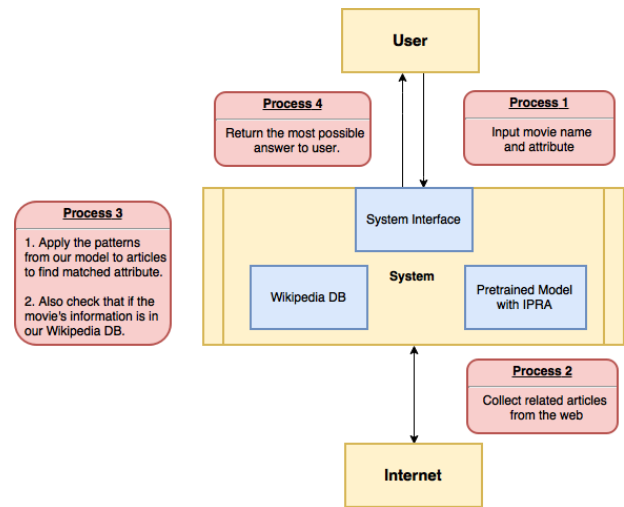 User
Process 4
Return the most possible
answer to user.
Process 1
Input movie name
and attribute
Process 3
1. Apply the patterns
from our model to articles
to find matched attribute.
2. Also check that if the
movie's information is in
our Wikipedia DB.
System Interface
System
Wikipedia DB
Pretrained Model
with IPRA
Process 2
Collect related articles
from the web
Internet